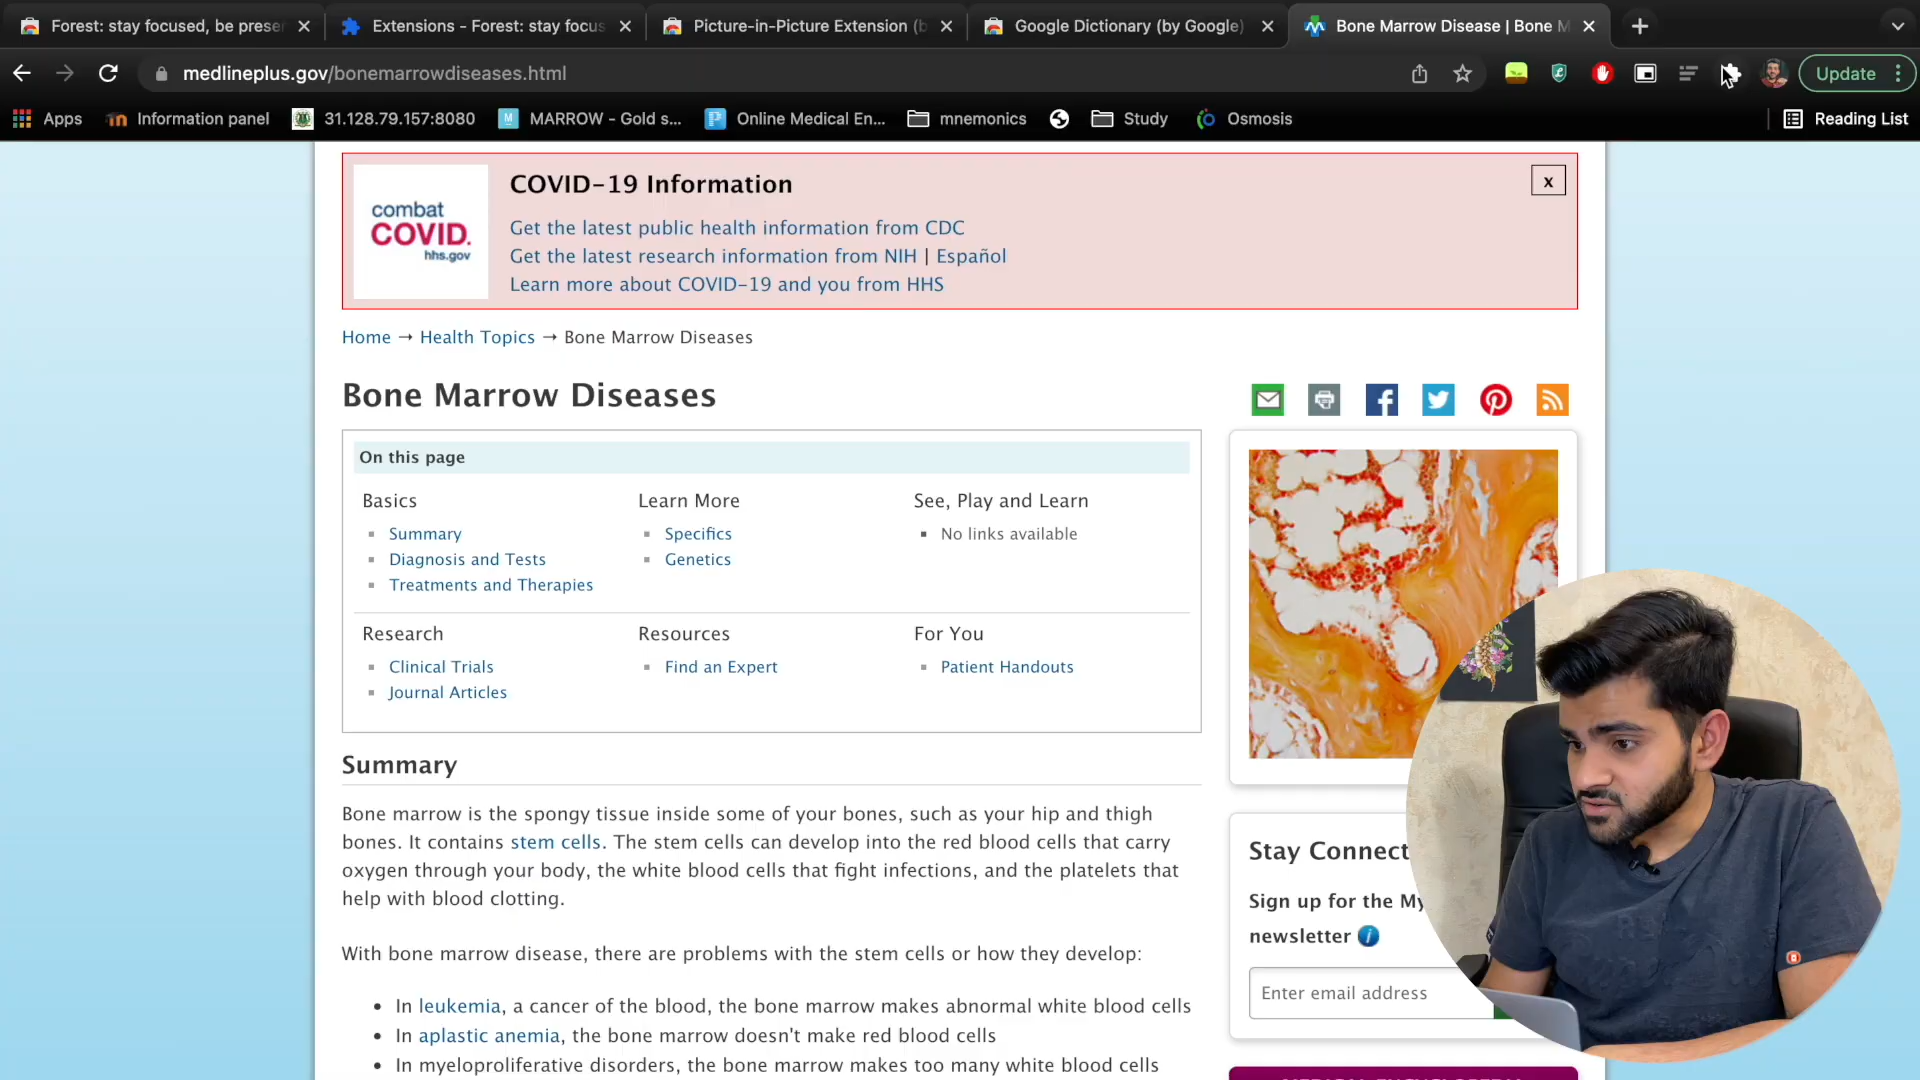 Forest: stay focused, be prese
Extensions - Forest: stay focus
Picture-in-Picture Extension (b
Google Dictionary (by Google)
Bone Marrow Disease | Bone M
medlineplus.gov/bonemarrowdiseases.html
Update
Apps
Information panel
31.128.79.157:8080
MARROW - Gold s...
Online Medical En...
mnemonics
Study
Osmosis
Reading List
combat
COVID.
hhs.gov
COVID-19 Information
x
Get the latest public health information from CDC
Get the latest research information from NIH | Español
Learn more about COVID-19 and you from HHS
Home → Health Topics → Bone Marrow Diseases
Bone Marrow Diseases
On this page
Basics
Summary
Diagnosis and Tests
Treatments and Therapies
Learn More
Specifics
Genetics
See, Play and Learn
No links available
Research
Clinical Trials
Journal Articles
Resources
Find an Expert
For You
Patient Handouts
Summary
Bone marrow is the spongy tissue inside some of your bones, such as your hip and thigh
bones. It contains stem cells. The stem cells can develop into the red blood cells that carry
oxygen through your body, the white blood cells that fight infections, and the platelets that
help with blood clotting.
With bone marrow disease, there are problems with the stem cells or how they develop:
• In leukemia, a cancer of the blood, the bone marrow makes abnormal white blood cells
• In aplastic anemia, the bone marrow doesn't make red blood cells
• In myeloproliferative disorders, the bone marrow makes too many white blood cells
Stay Connect
Sign up for the My
newsletter
Enter email address